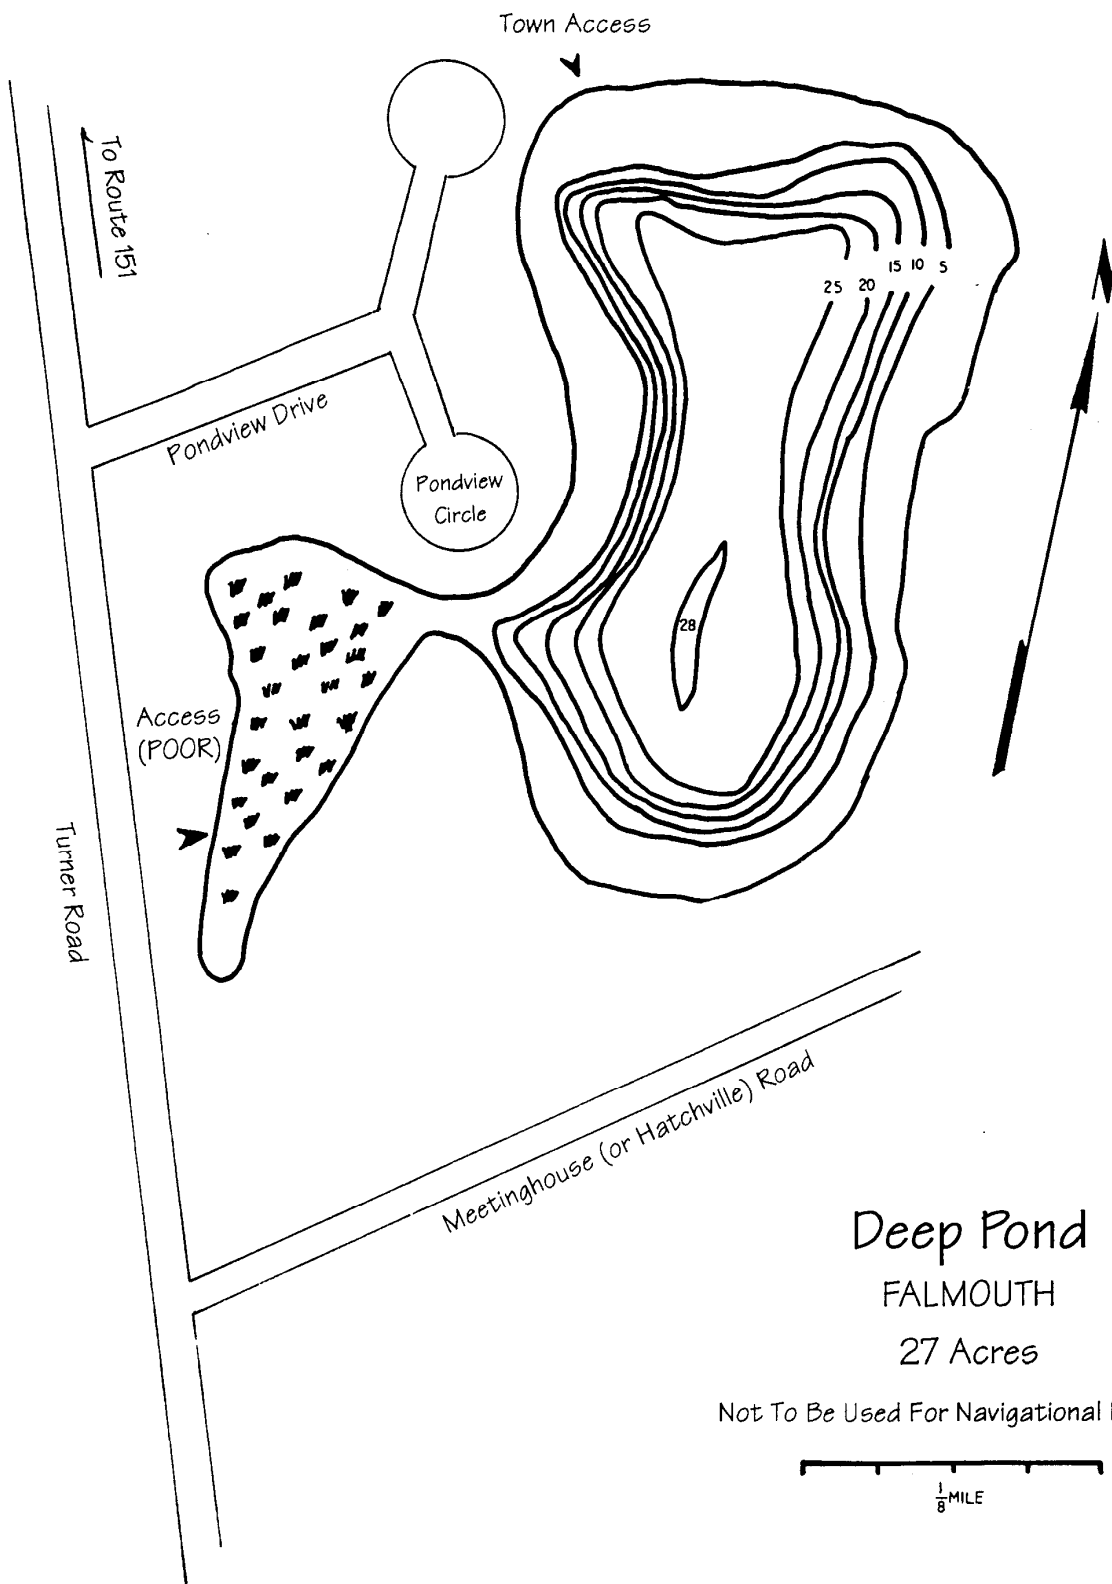 Town Access
To Route 151
15 10 5
25 20
Pondview Drive
Pondview
Circle
28
Access
(POOR)
Turner Road
Meetinghouse (or Hatchville) Road
Deep Pond
FALMOUTH
27 Acres
Not To Be Used For Navigational
1/8 MILE